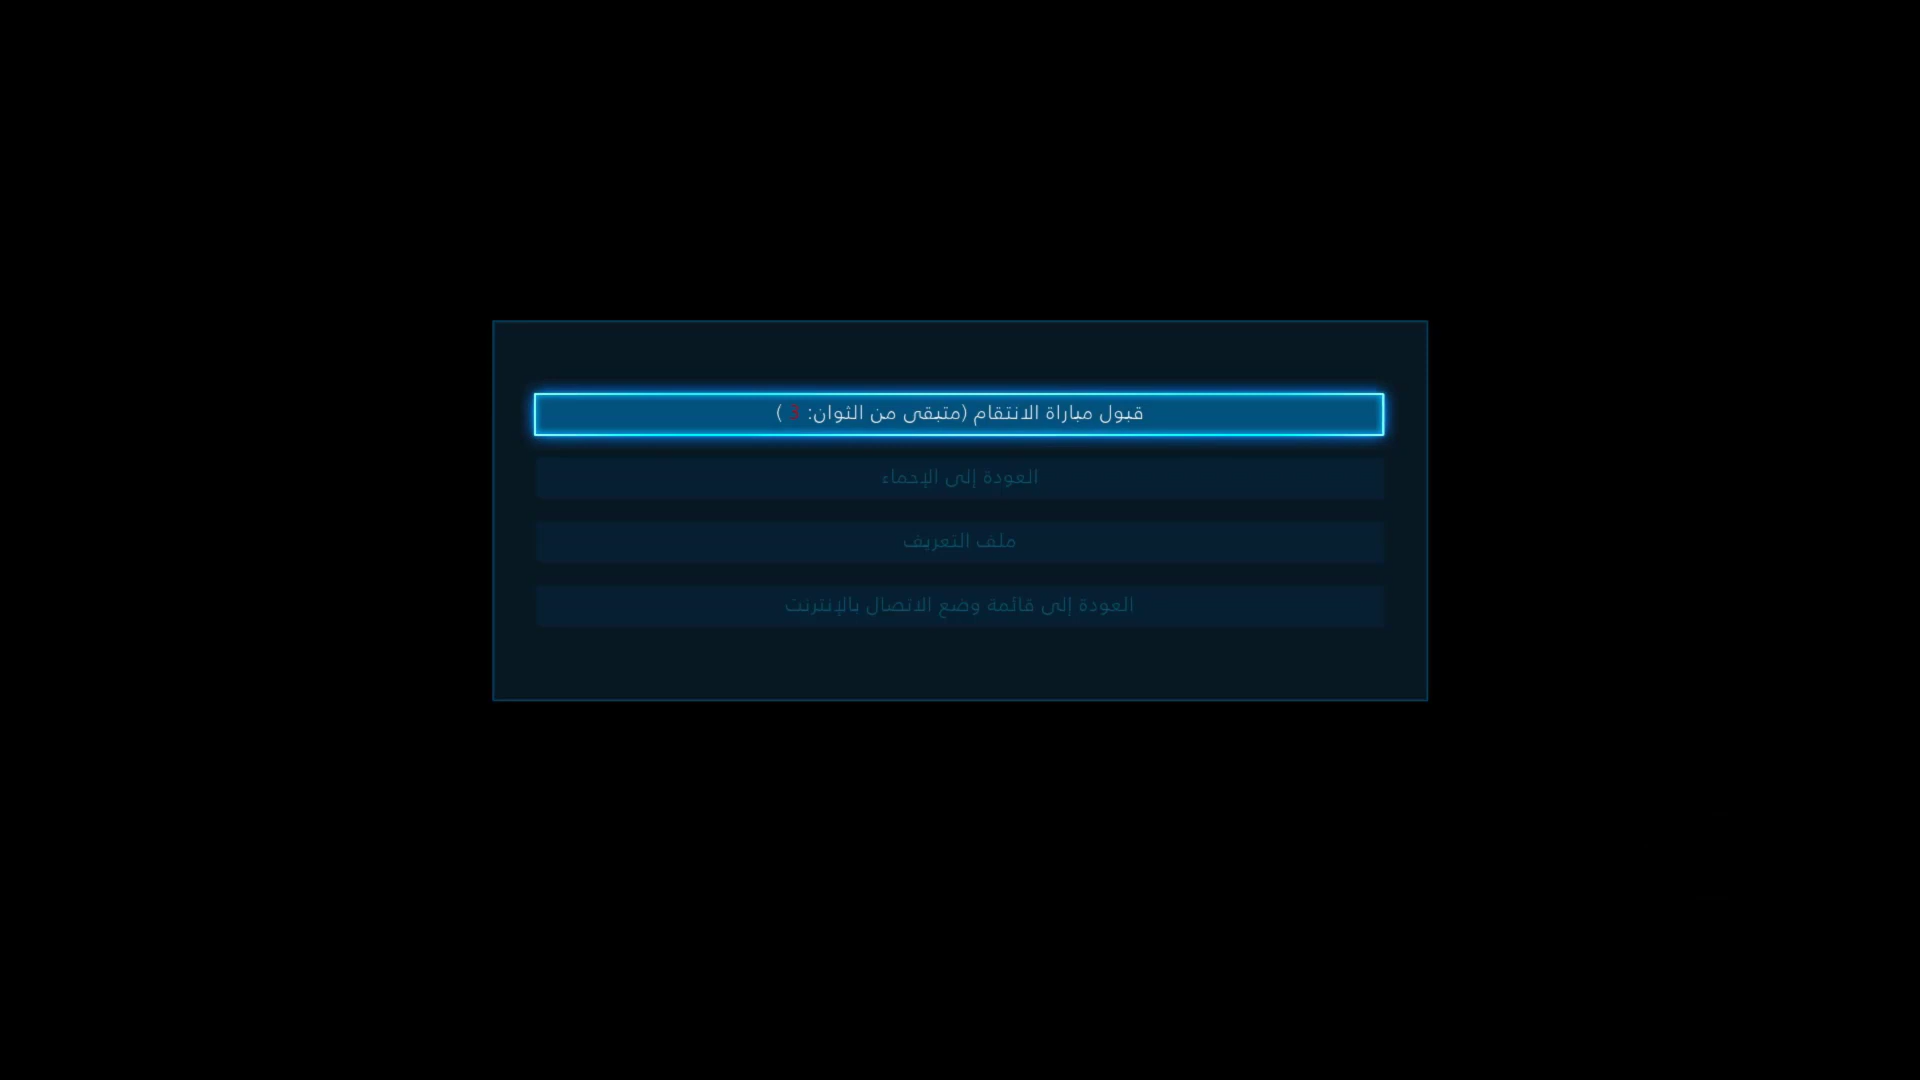 قبول مباراة الانتقام (متبقى من الثوان: 3 )
العودة إلى الإحماء
ملف التعريف
العودة إلى قائمة وضع الاتصال بالإنترنت